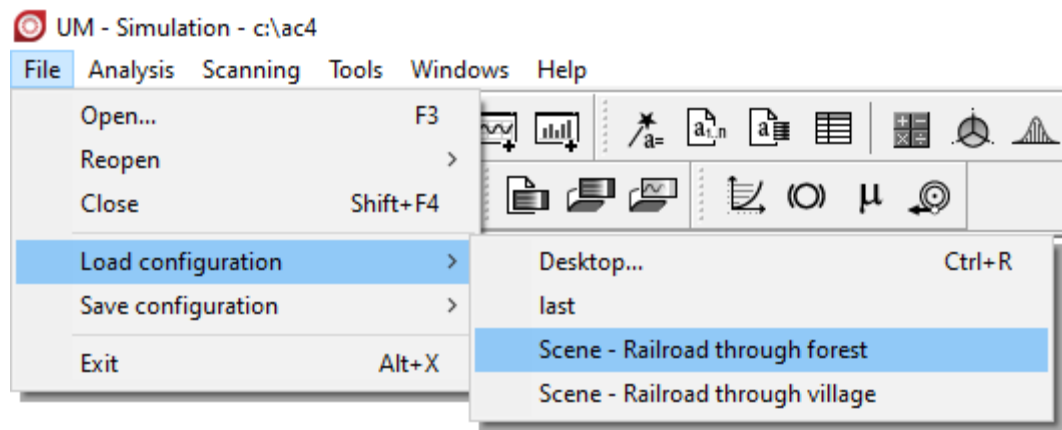 UM - Simulation - c:\ac4
File Analysis Scanning Tools Windows Help
Open... F3
Reopen
Close Shift+F4
Load configuration
Save configuration
Exit Alt+X
a=
a1..n
a
μ
Desktop... Ctrl+R
last
Scene - Railroad through forest
Scene - Railroad through village